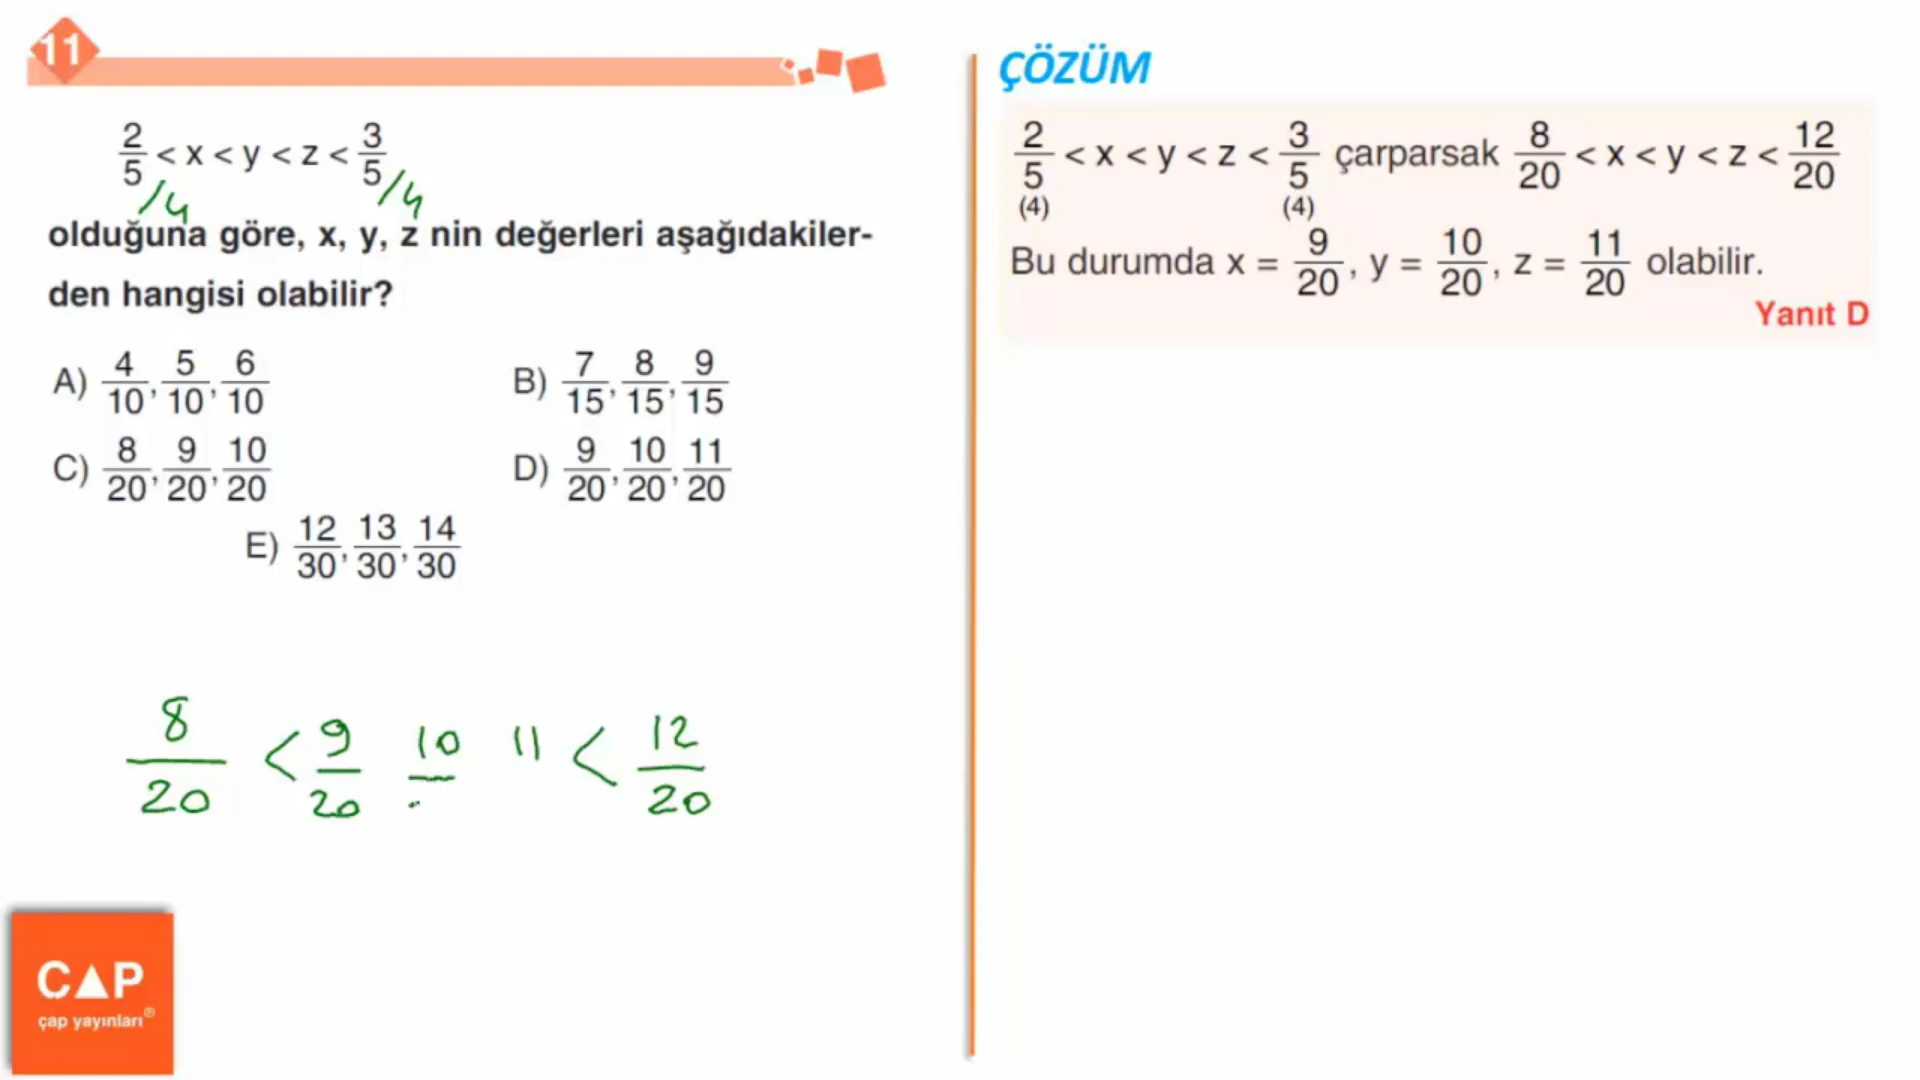 11
2/5 < x < y < z < 3/5
/4 /4
olduğuna göre, x, y, z nin değerleri aşağıdakiler-
den hangisi olabilir?
A) 4/10, 5/10, 6/10
B) 7/15, 8/15, 9/15
C) 8/20, 9/20, 10/20
D) 9/20, 10/20, 11/20
E) 12/30, 13/30, 14/30
8/20 < 9/20 10 11 < 12/20
CAP
çap yayınları®
ÇÖZÜM
2/5 < x < y < z < 3/5 çarparsak 8/20 < x < y < z < 12/20
(4) (4)
Bu durumda x = 9/20, y = 10/20, z = 11/20 olabilir.
Yanıt D